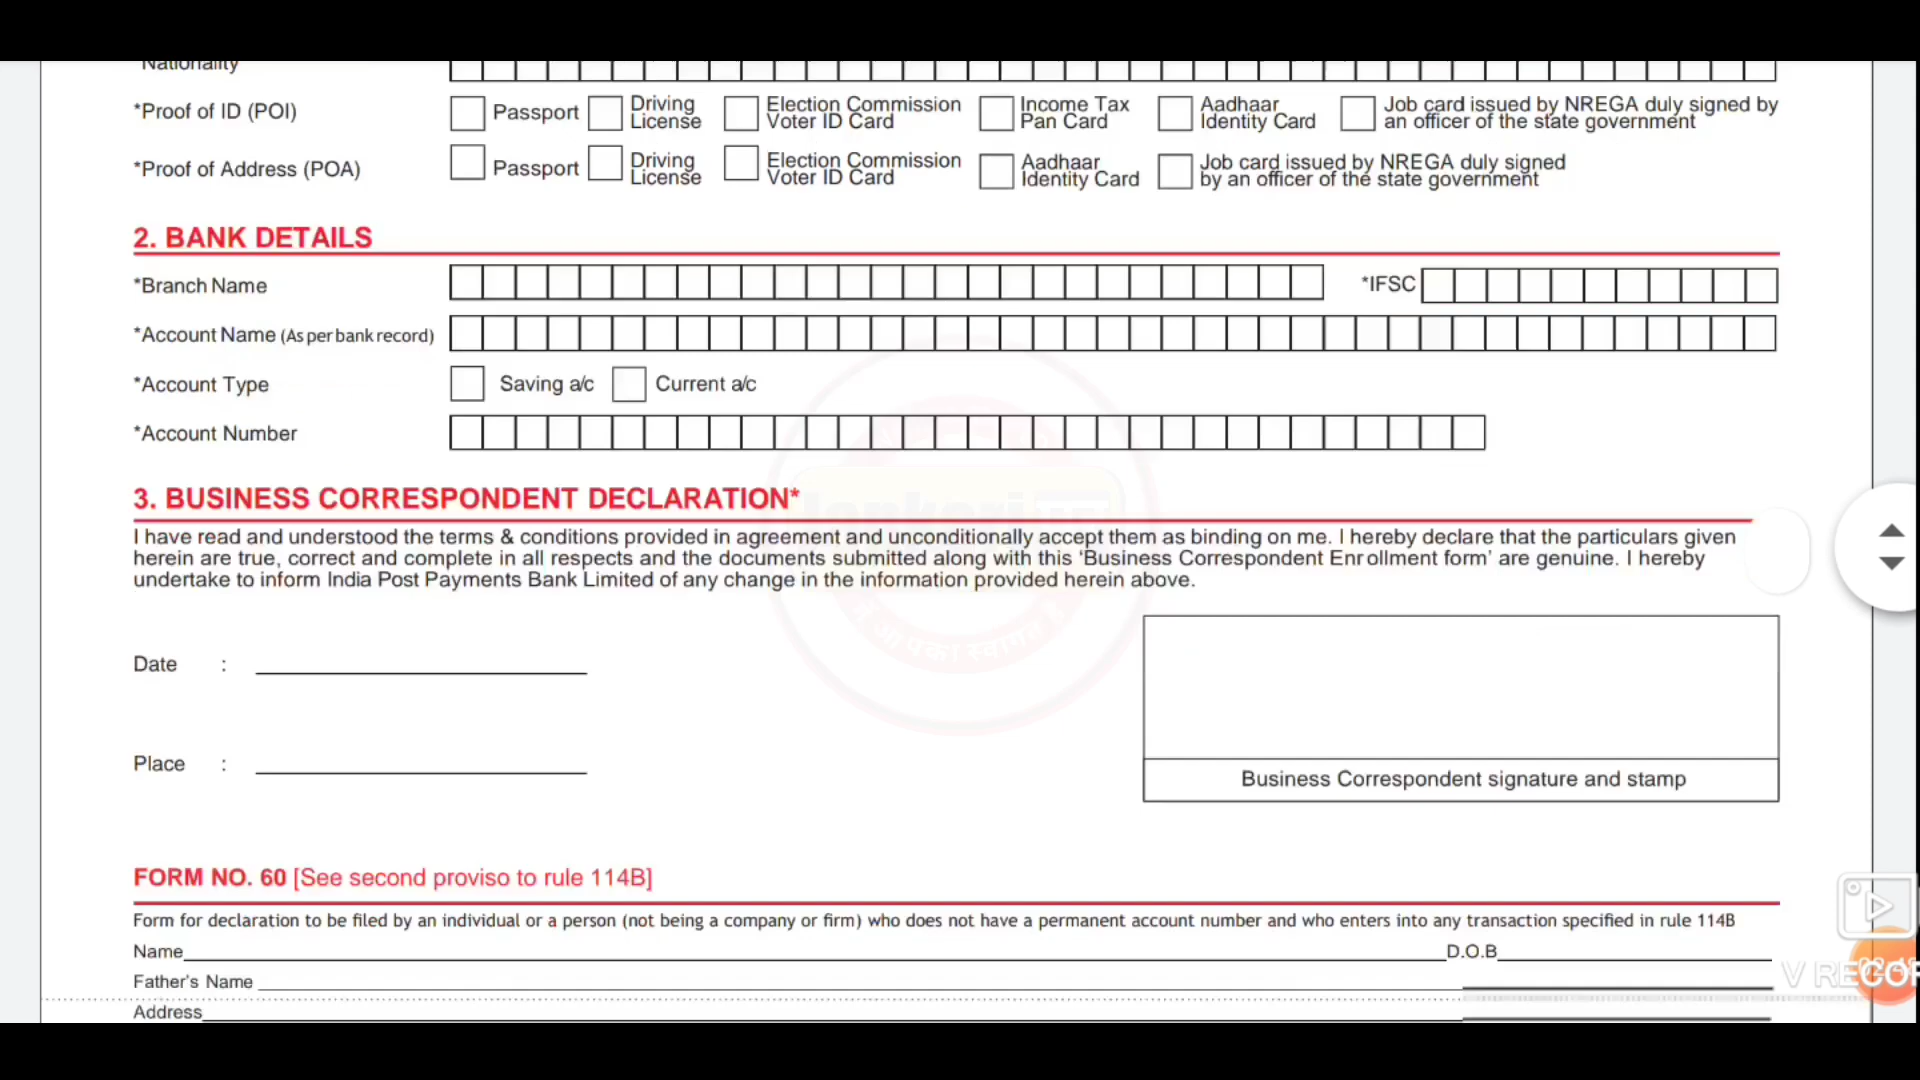 Nationality
*Proof of ID (POI) Passport Driving License Election Commission Voter ID Card Income Tax Pan Card Aadhaar Identity Card Job card issued by NREGA duly signed by an officer of the state government
*Proof of Address (POA) Passport Driving License Election Commission Voter ID Card Aadhaar Identity Card Job card issued by NREGA duly signed by an officer of the state government
2. BANK DETAILS
*Branch Name *IFSC
*Account Name (As per bank record)
*Account Type Saving a/c Current a/c
*Account Number
3. BUSINESS CORRESPONDENT DECLARATION*
I have read and understood the terms & conditions provided in agreement and unconditionally accept them as binding on me. I hereby declare that the particulars given
herein are true, correct and complete in all respects and the documents submitted along with this ‘Business Correspondent Enrollment form’ are genuine. I hereby
undertake to inform India Post Payments Bank Limited of any change in the information provided herein above.
Date :
Place :
Business Correspondent signature and stamp
FORM NO. 60 [See second proviso to rule 114B]
Form for declaration to be filed by an individual or a person (not being a company or firm) who does not have a permanent account number and who enters into any transaction specified in rule 114B
Name D.O.B
Father’s Name
Address